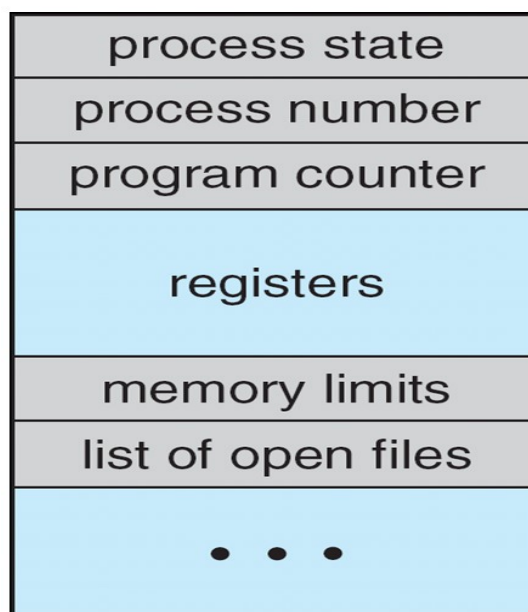 process state
process number
program counter
registers
memory limits
list of open files
• • •